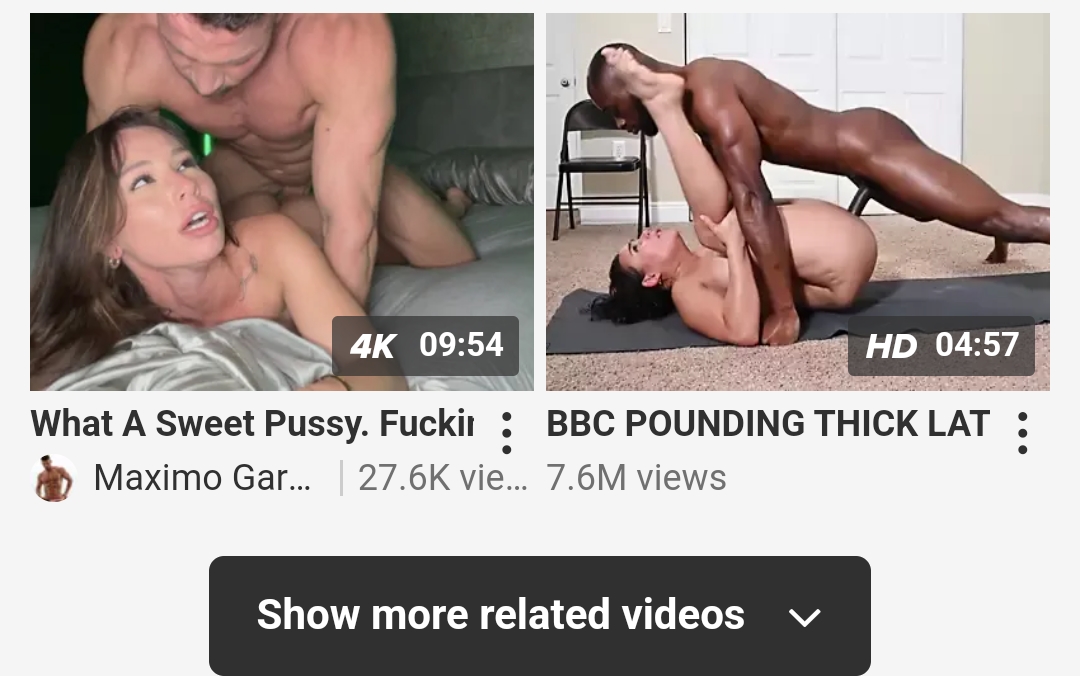 4K 09:54
HD 04:57
What A Sweet Pussy. Fuckin
BBC POUNDING THICK LAT
Maximo Gar... 27.6K vie...
7.6M views
Show more related videos